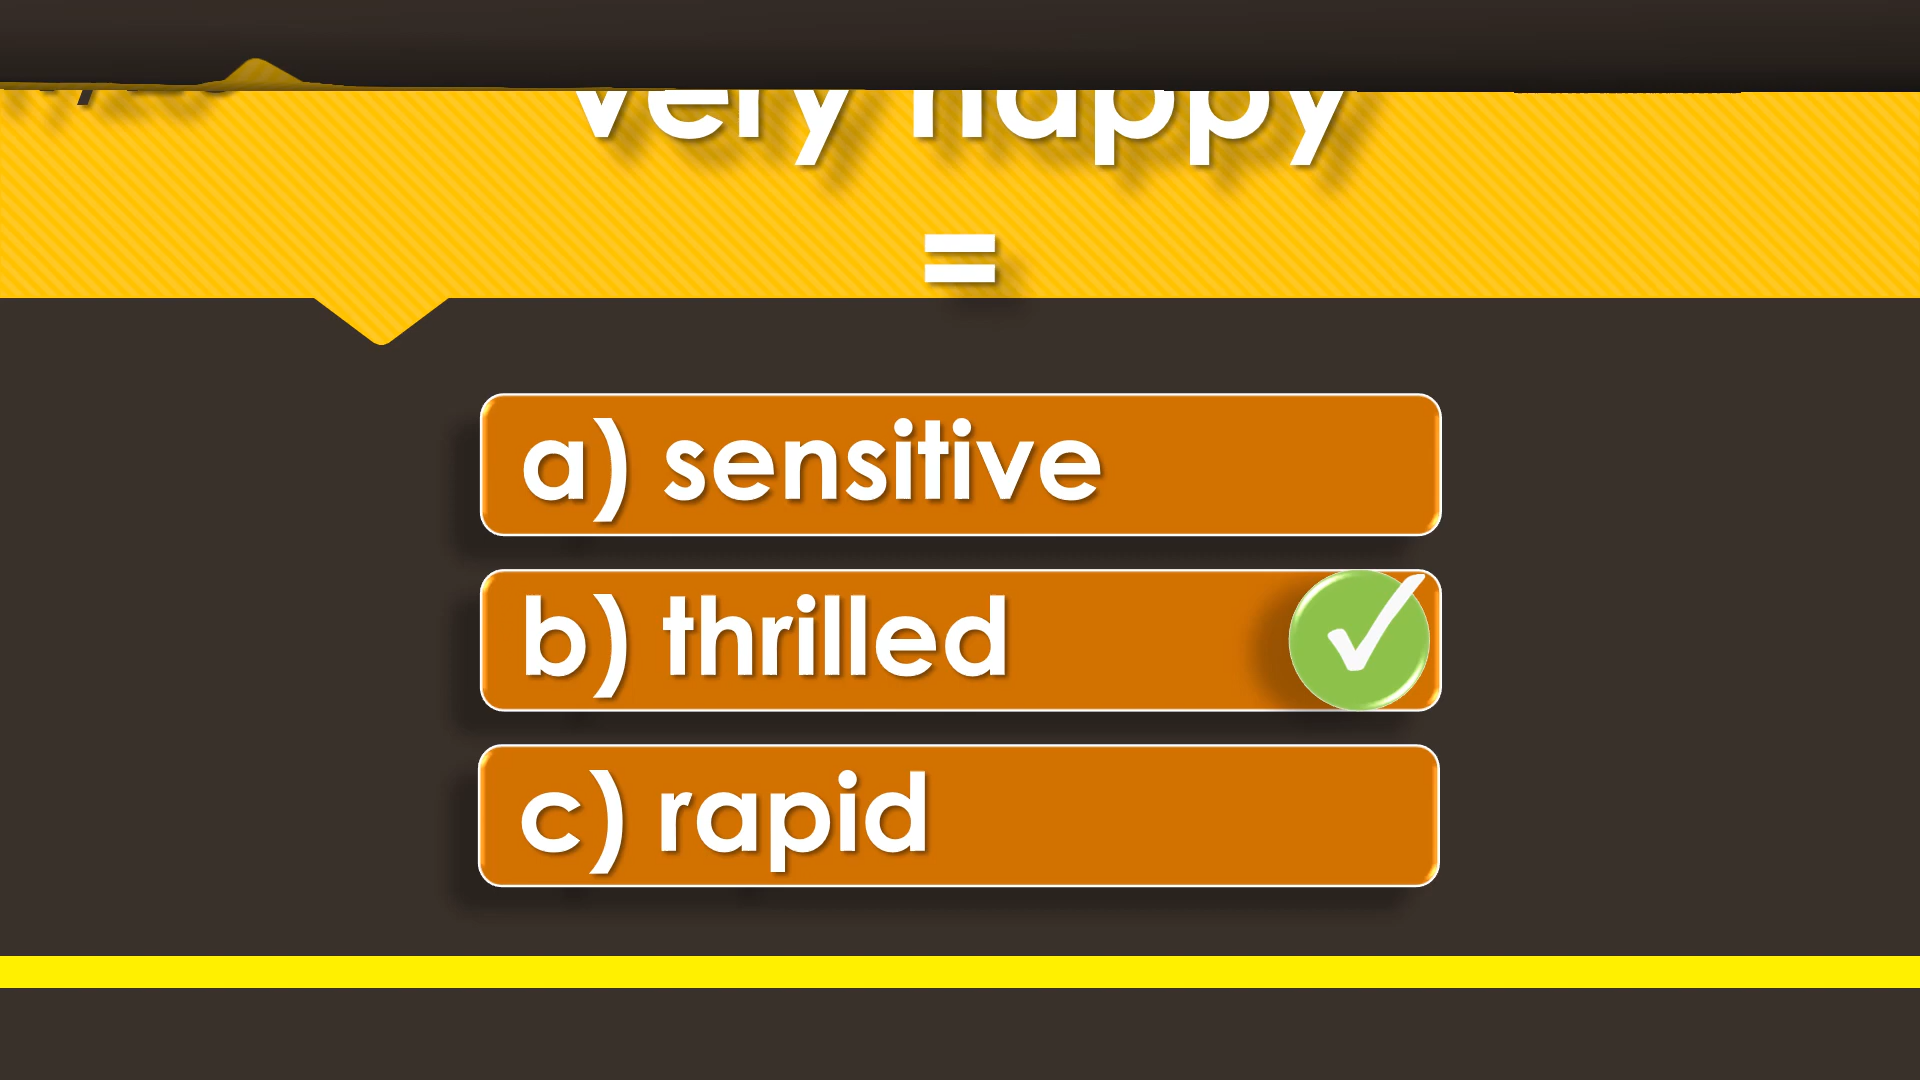 very happy
=
a) sensitive
b) thrilled
c) rapid